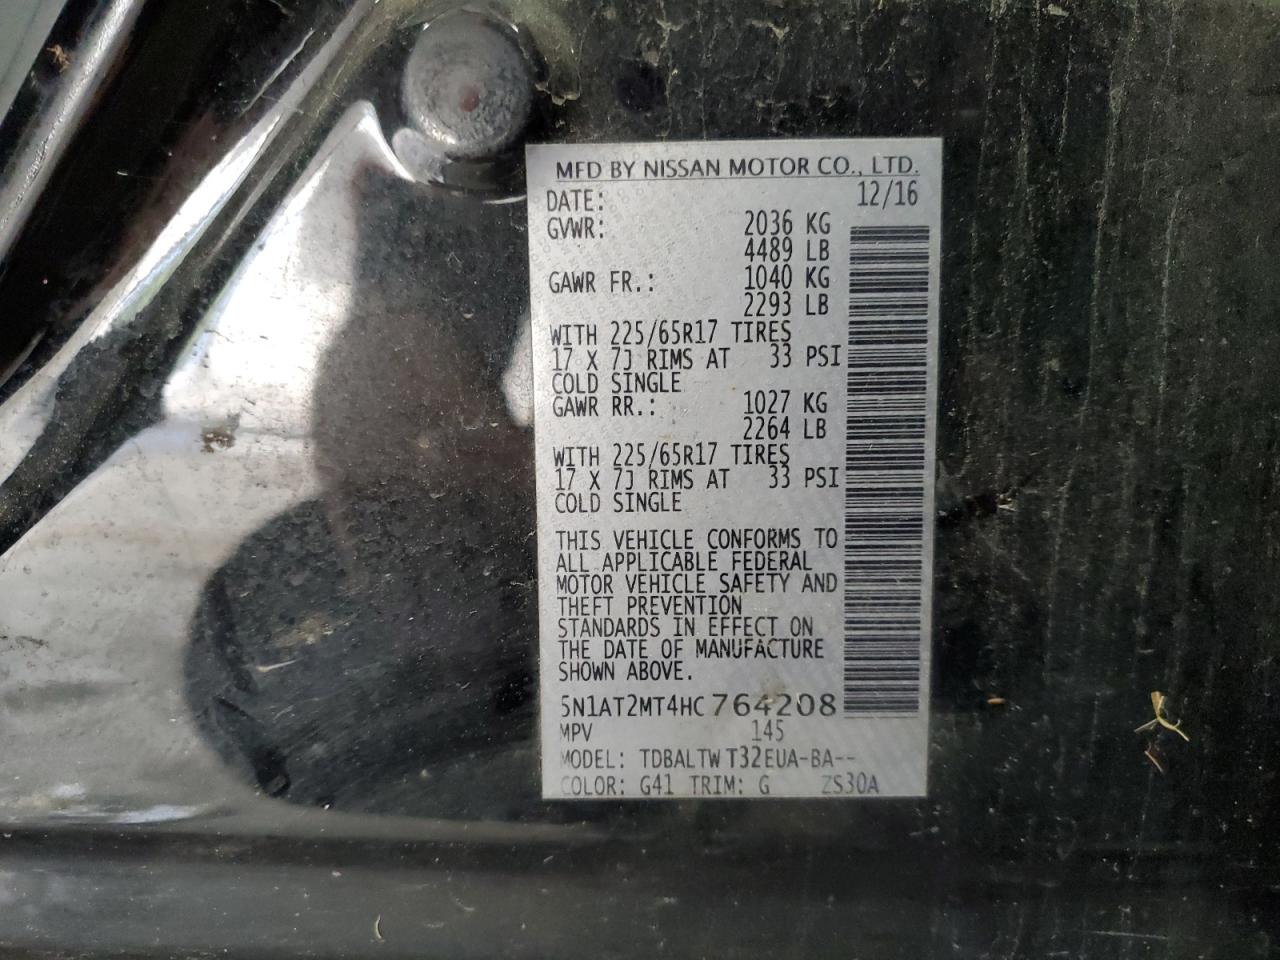 MFD BY NISSAN MOTOR CO., LTD.
DATE: 12/16
GVWR: 2036 KG
4489 LB
GAWR FR.: 1040 KG
2293 LB
WITH 225/65R17 TIRES
17 X 7J RIMS AT 33 PSI
COLD SINGLE
GAWR RR.: 1027 KG
2264 LB
WITH 225/65R17 TIRES
17 X 7J RIMS AT 33 PSI
COLD SINGLE
THIS VEHICLE CONFORMS TO
ALL APPLICABLE FEDERAL
MOTOR VEHICLE SAFETY AND
THEFT PREVENTION
STANDARDS IN EFFECT ON
THE DATE OF MANUFACTURE
SHOWN ABOVE.
5N1AT2MT4HC764208
MPV 145
MODEL: TDBALTW T32EUA-BA--
COLOR: G41 TRIM: G ZS30A